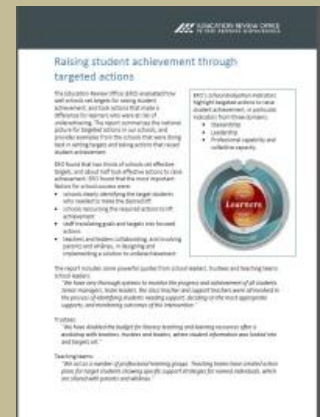 EDUCATION REVIEW OFFICE
Raising student achievement through
targeted actions
The Education Review Office (ERO) evaluated how
well schools set targets for raising student
achievement, and took actions that made a
difference for learners who were at risk of
underachieving. The report summarises the national
picture for targeted actions in our schools, and
provides examples from the schools that were doing
best in setting targets and taking actions that raised
student achievement.
ERO found that two thirds of schools set effective
targets, and about half took effective actions to raise
achievement. ERO found that the most important
factors for school success were:
schools clearly identifying the target students
who needed to make the desired
schools resourcing the required actions to lift
achievement
staff translating goals and targets into focused
actions
teachers and leaders collaborating, and involving
parents and whānau, in designing and
implementing a solution to underachievement
ERO's School Evaluation Indicators
highlight targeted actions to raise
student achievement, in particular
indicators from three domains:
Stewardship
Leadership
Professional capability and
collective capacity.
Learners
The report includes some powerful quotes from school leaders, trustees and teaching teams:
School leaders:
"We have very thorough systems to monitor the progress and achievement of all students.
Senior managers, team leaders, the class teacher and support teachers were all involved in
the process of identifying students needing support, deciding on the most appropriate
supports, and monitoring outcomes of the intervention."
Trustees:
"We have doubled the budget for literacy teaching and learning resources after a
workshop with teachers, trustees and leaders, where student information was looked into
and targets set."
Teaching teams:
"We act as a number of professional learning groups. Teaching teams have created action
plans for target students showing specific support strategies for named individuals, which
are shared with parents and whānau."